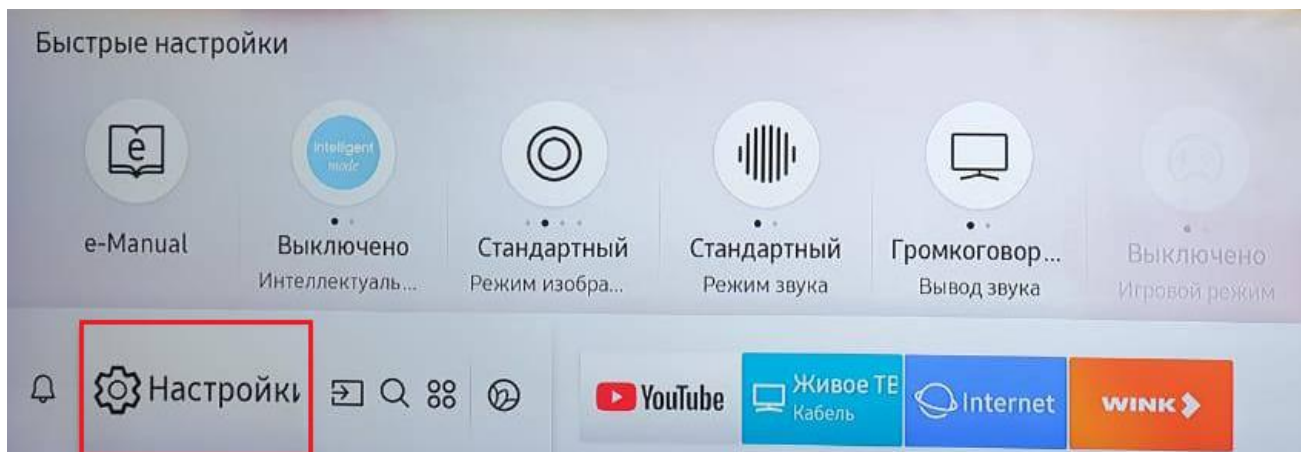 Быстрые настройки
e
intelligent
mode
e-Manual
Выключено
Интеллектуаль...
Стандартный
Режим изобра...
Стандартный
Режим звука
Громкоговор...
Вывод звука
Выключено
Игровой режим
Настройки
YouTube
Живое ТВ
Кабель
Internet
WINK